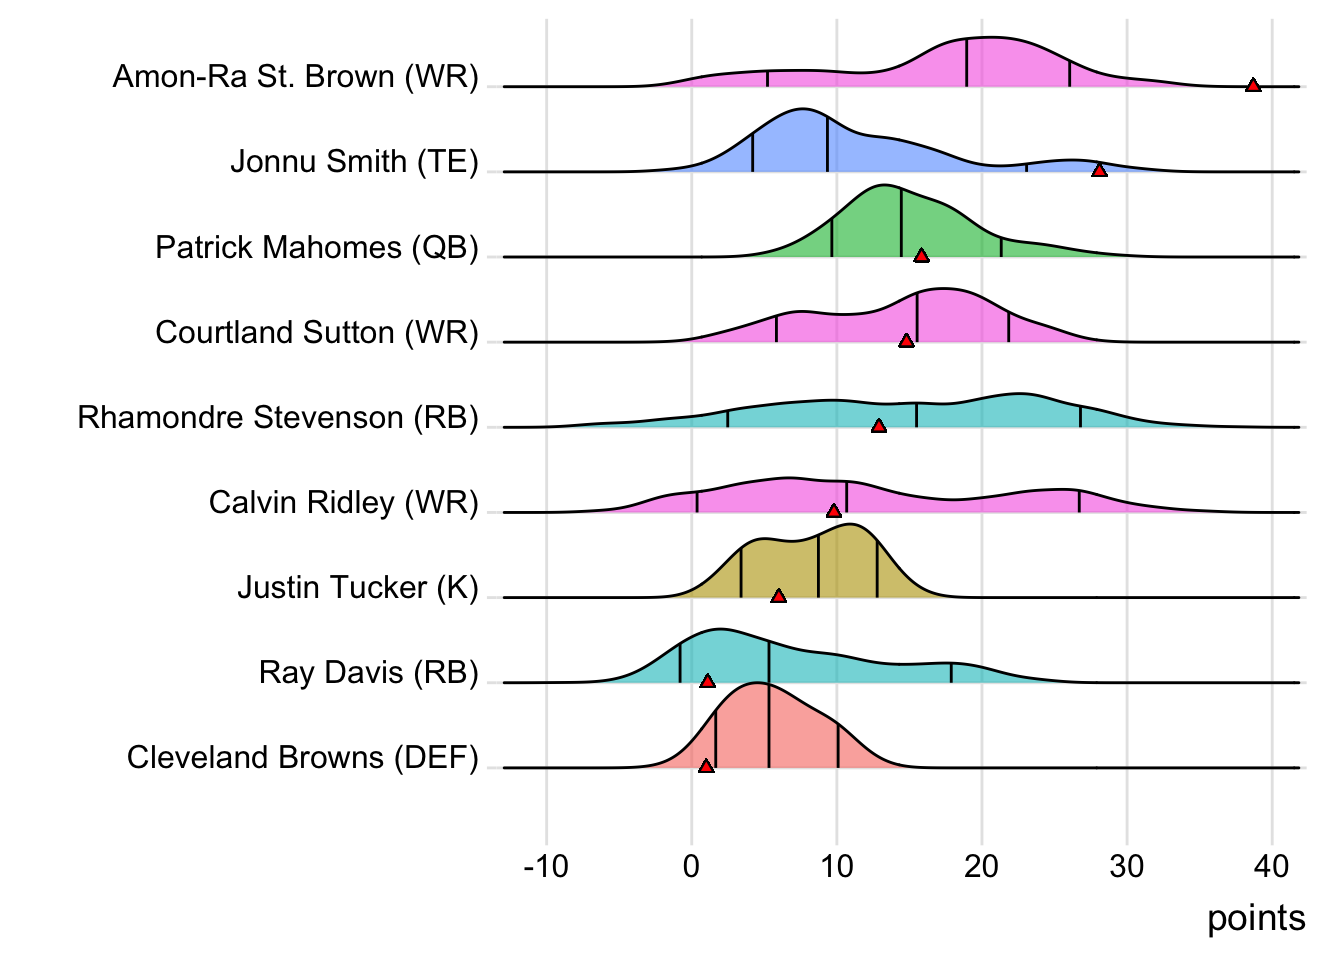 Amon-Ra St. Brown (WR)
Jonnu Smith (TE)
Patrick Mahomes (QB)
Courtland Sutton (WR)
Rhamondre Stevenson (RB)
Calvin Ridley (WR)
Justin Tucker (K)
Ray Davis (RB)
Cleveland Browns (DEF)
-10 0 10 20 30 40
points